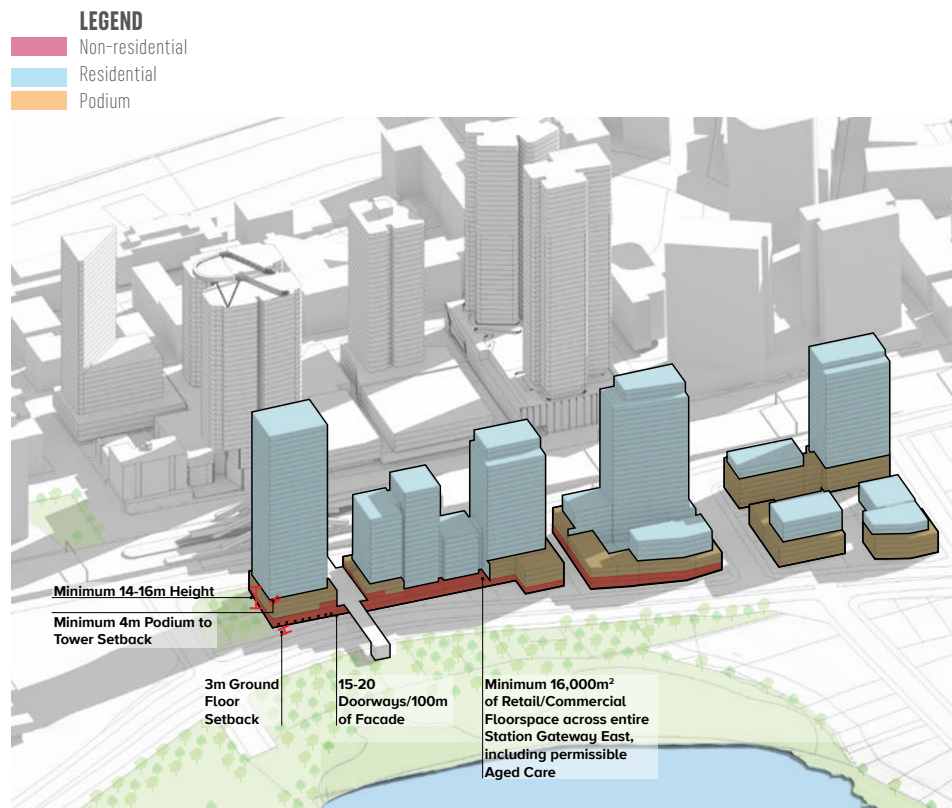 LEGEND
Non-residential
Residential
Podium
Minimum 14-16m Height
Minimum 4m Podium to
Tower Setback
3m Ground
Floor
Setback
15-20
Doorways/100m
of Facade
Minimum 16,000m²
of Retail/Commercial
Floorspace across entire
Station Gateway East,
including permissible
Aged Care